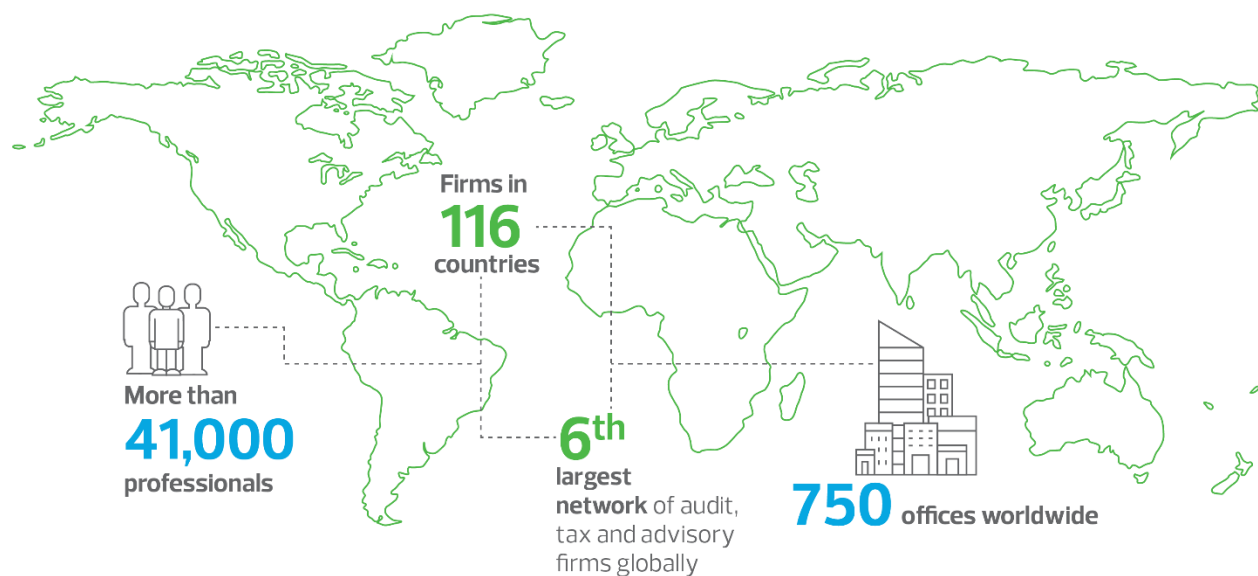 Firms in
116
countries
More than
41,000
professionals
6th
largest
network of audit,
tax and advisory
firms globally
750 offices worldwide